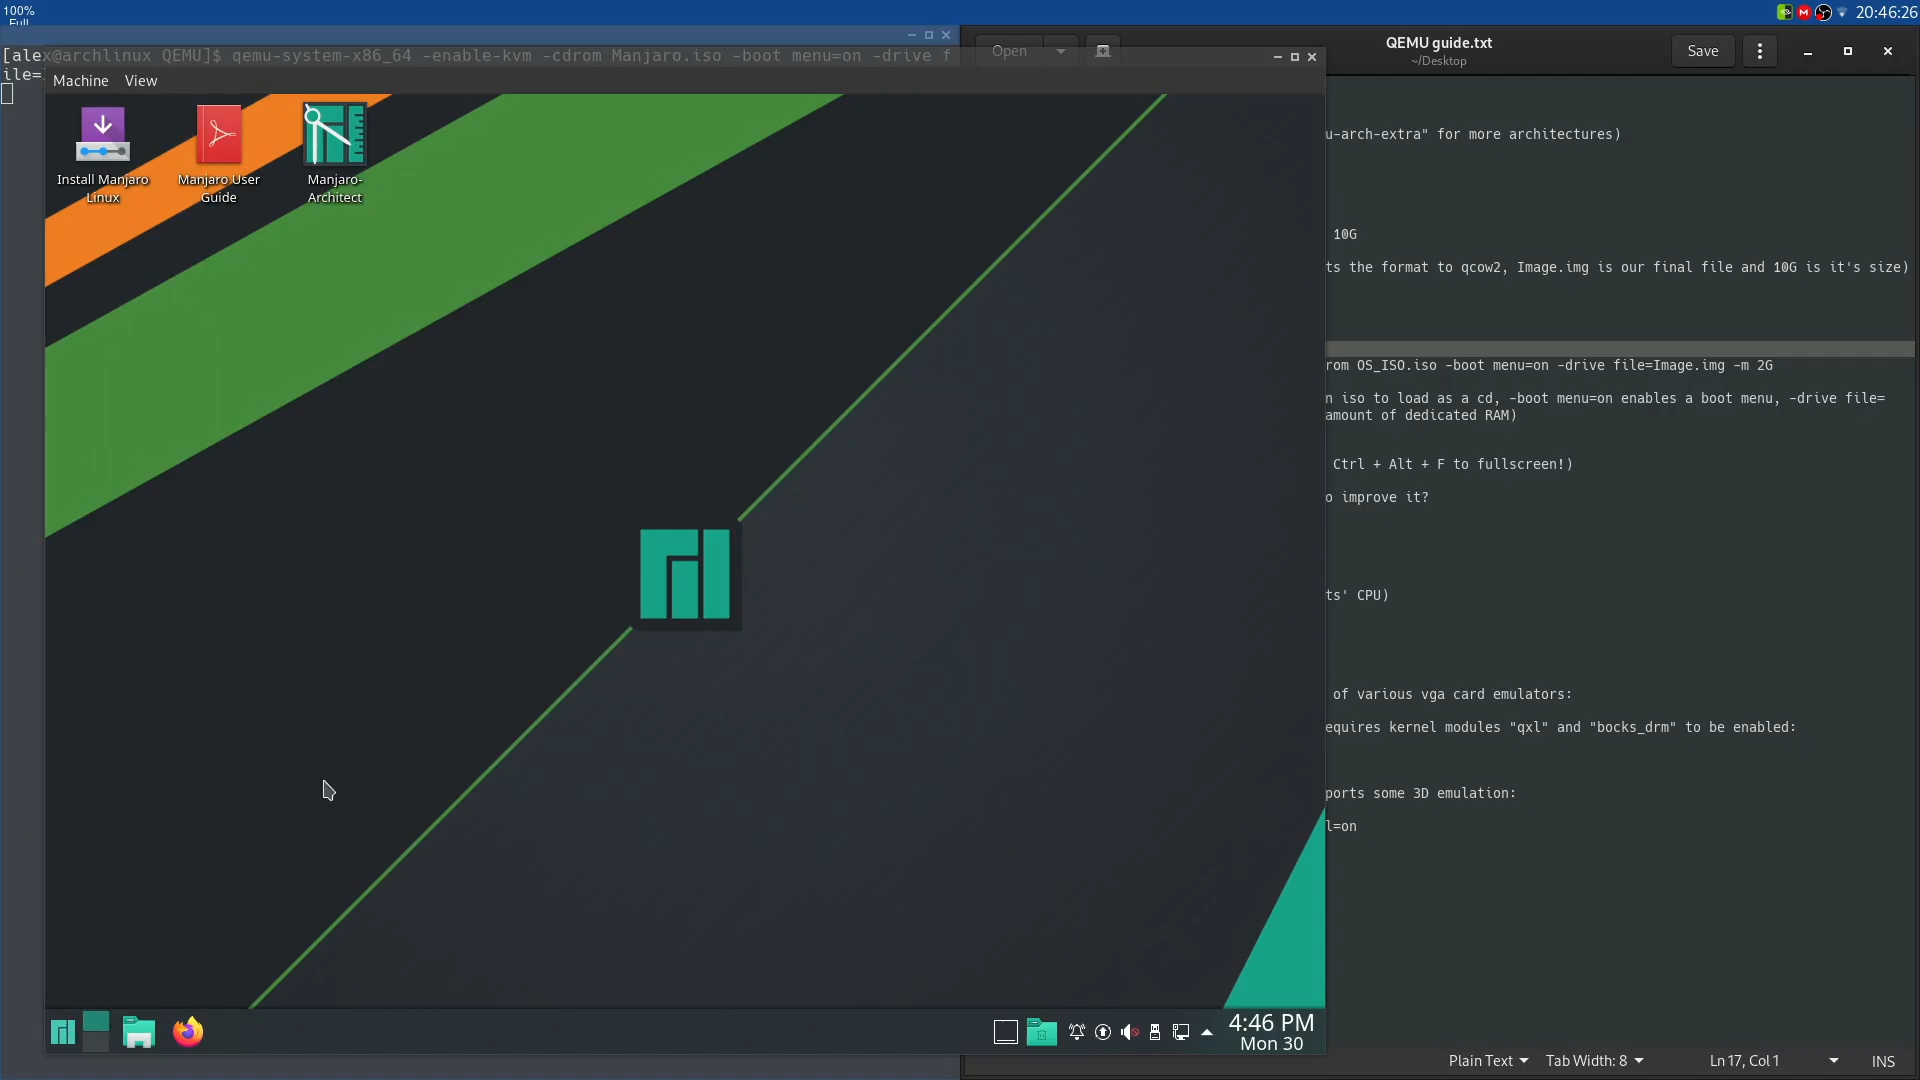 100%
Full
20:46:26
[alex@archlinux QEMU]$ qemu-system-x86_64 -enable-kvm -cdrom Manjaro.iso -boot menu=on -drive f
ile=
Open
QEMU guide.txt
~/Desktop
Save
Machine View
Install Manjaro
Linux
Manjaro User
Guide
Manjaro-
Architect
u-arch-extra" for more architectures)
10G
ts the format to qcow2, Image.img is our final file and 10G is it's size)
rom OS_ISO.iso -boot menu=on -drive file=Image.img -m 2G
n iso to load as a cd, -boot menu=on enables a boot menu, -drive file=
amount of dedicated RAM)
Ctrl + Alt + F to fullscreen!)
o improve it?
ts' CPU)
of various vga card emulators:
equires kernel modules "qxl" and "bocks_drm" to be enabled:
ports some 3D emulation:
l=on
4:46 PM
Mon 30
Plain Text Tab Width: 8 Ln 17, Col 1 INS